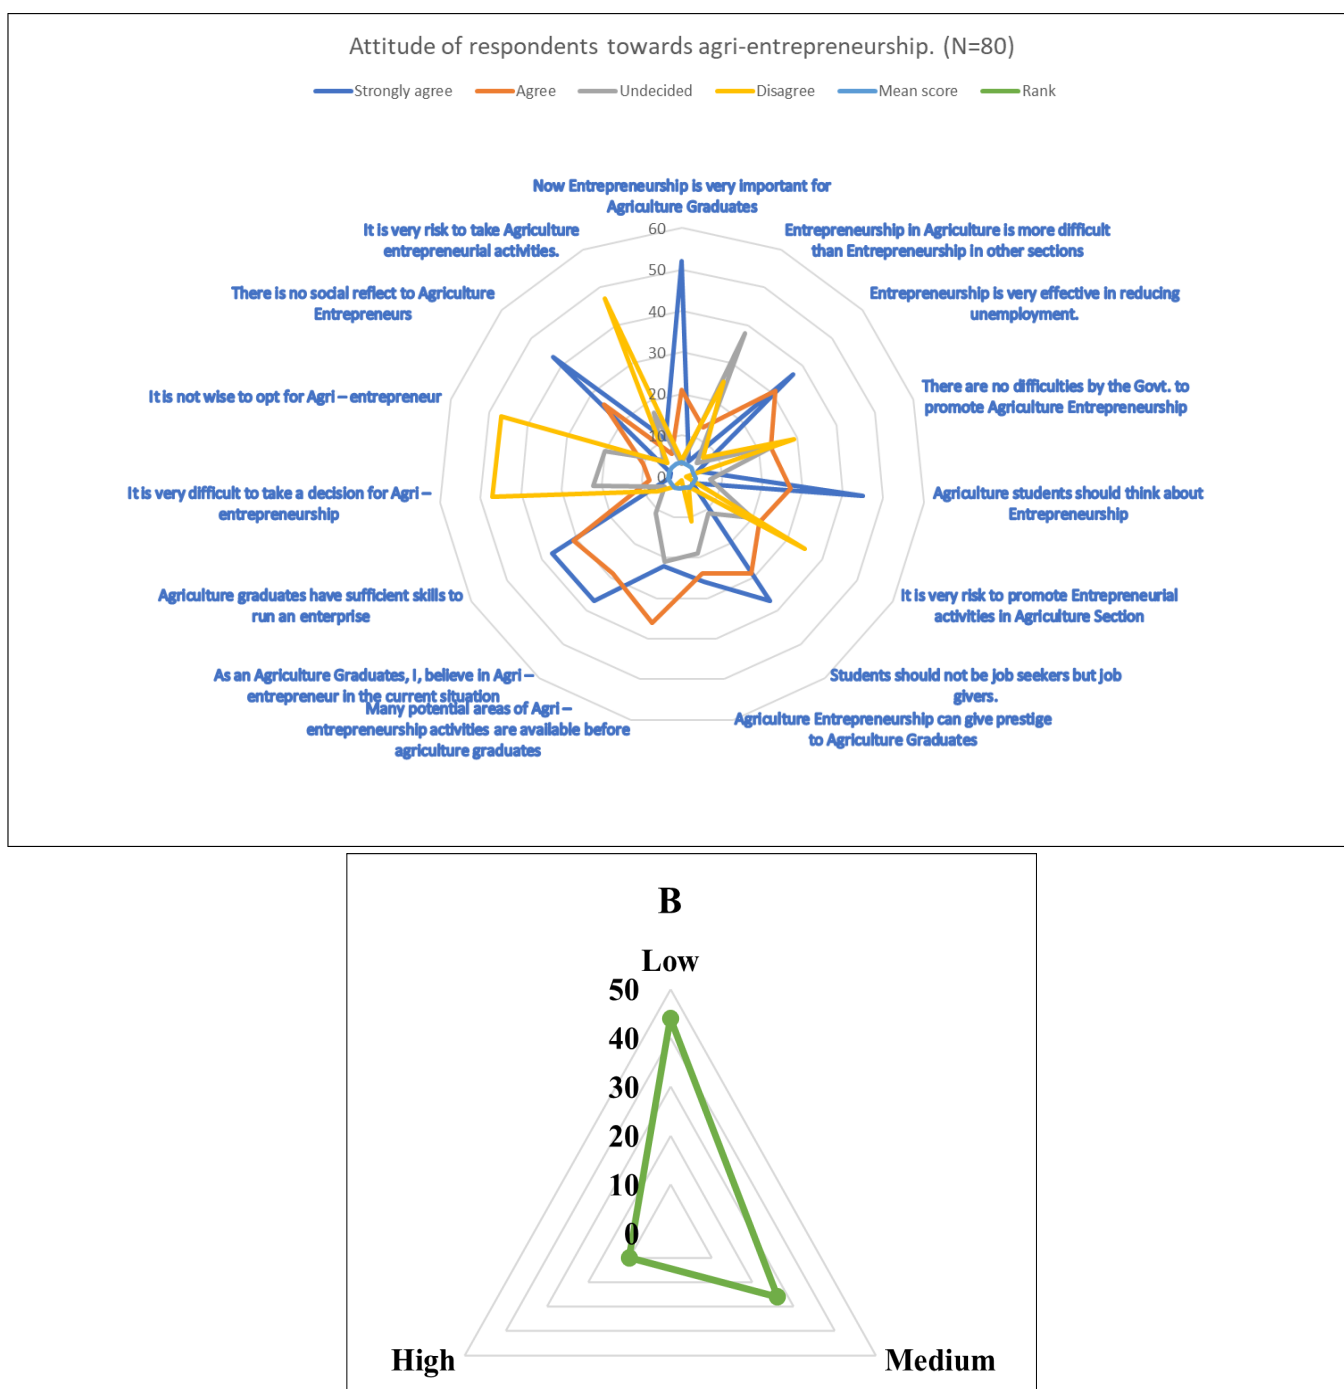 Attitude of respondents towards agri-entrepreneurship. (N=80)
Strongly agree Agree Undecided Disagree Mean score Rank
Now Entrepreneurship is very important for
Agriculture Graduates
Entrepreneurship in Agriculture is more difficult
than Entrepreneurship in other sections
Entrepreneurship is very effective in reducing
unemployment.
There are no difficulties by the Govt. to
promote Agriculture Entrepreneurship
Agriculture students should think about
Entrepreneurship
It is very risk to promote Entrepreneurial
activities in Agriculture Section
Students should not be job seekers but job
givers.
Agriculture Entrepreneurship can give prestige
to Agriculture Graduates
Many potential areas of Agri –
entrepreneurship activities are available before
agriculture graduates
As an Agriculture Graduates, I, believe in Agri –
entrepreneur in the current situation
Agriculture graduates have sufficient skills to
run an enterprise
It is very difficult to take a decision for Agri –
entrepreneurship
It is not wise to opt for Agri – entrepreneur
There is no social reflect to Agriculture
Entrepreneurs
It is very risk to take Agriculture
entrepreneurial activities.
60
50
40
30
20
10
0
B
Low
50
40
30
20
10
0
High
Medium